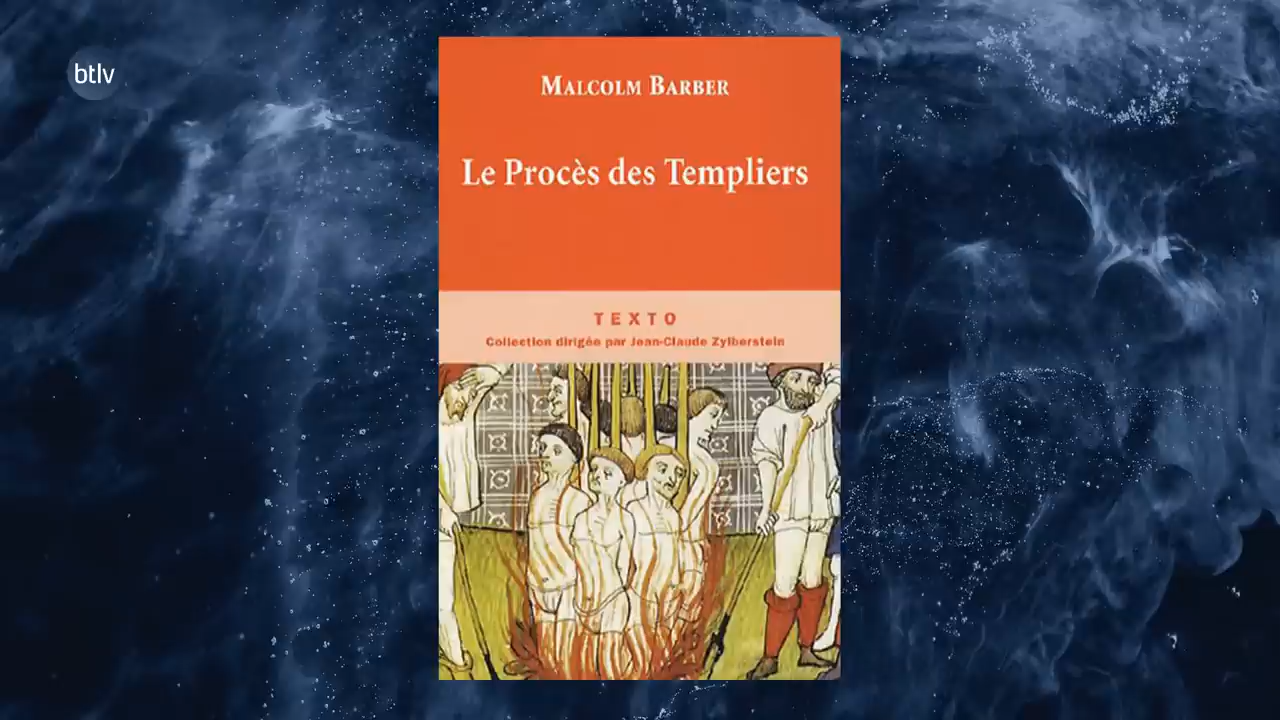 btlv
MALCOLM BARBER
Le Procès des Templiers
TEXTO
Collection dirigée par Jean-Claude Zylberstein